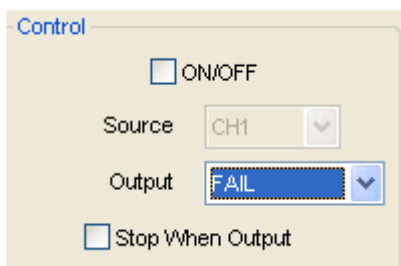 Control
ON/OFF
Source CH1
Output FAIL
Stop When Output